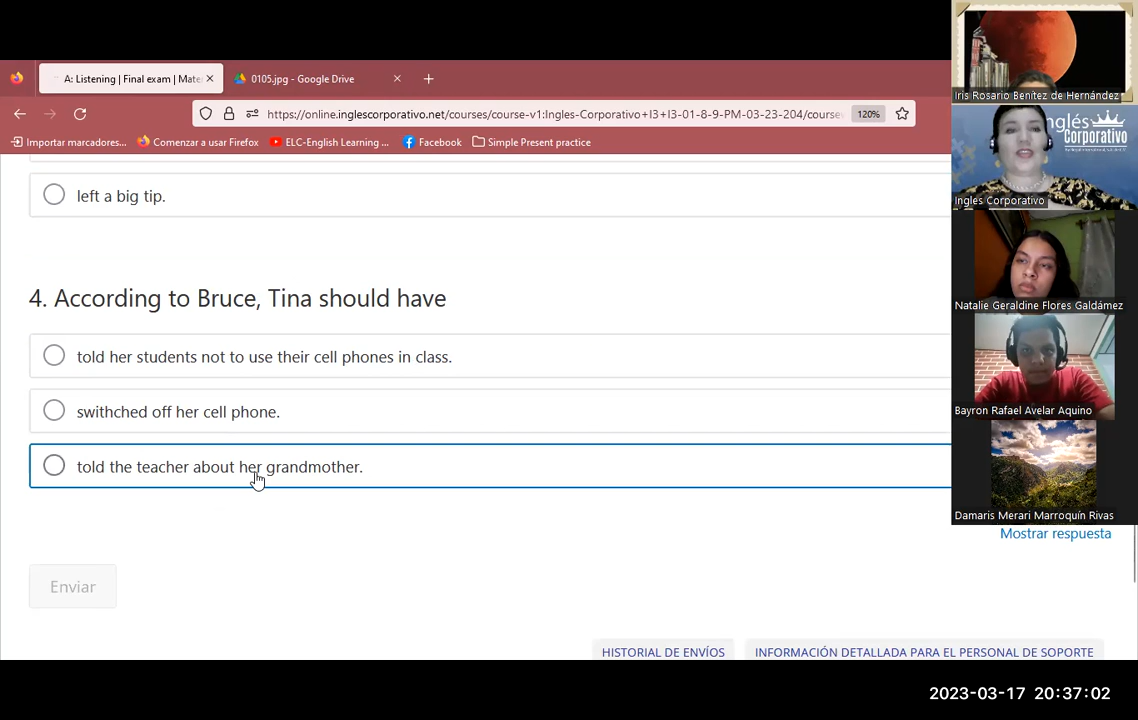 A: Listening | Final exam | Mate
0105.jpg - Google Drive
https://online.inglescorporativo.net/courses/course-v1:Ingles-Corporativo+I3+I3-01-8-9-PM-03-23-204/course
120%
Importar marcadores...
Comenzar a usar Firefox
ELC-English Learning ...
Facebook
Simple Present practice
left a big tip.
4. According to Bruce, Tina should have
told her students not to use their cell phones in class.
swithched off her cell phone.
told the teacher about her grandmother.
Mostrar respuesta
Enviar
HISTORIAL DE ENVÍOS
INFORMACIÓN DETALLADA PARA EL PERSONAL DE SOPORTE
Iris Rosario Benítez de Hernández
Inglés
Corporativo
Ingles Corporativo
Natalie Geraldine Flores Galdámez
Bayron Rafael Avelar Aquino
Damaris Merari Marroquín Rivas
2023-03-17 20:37:02